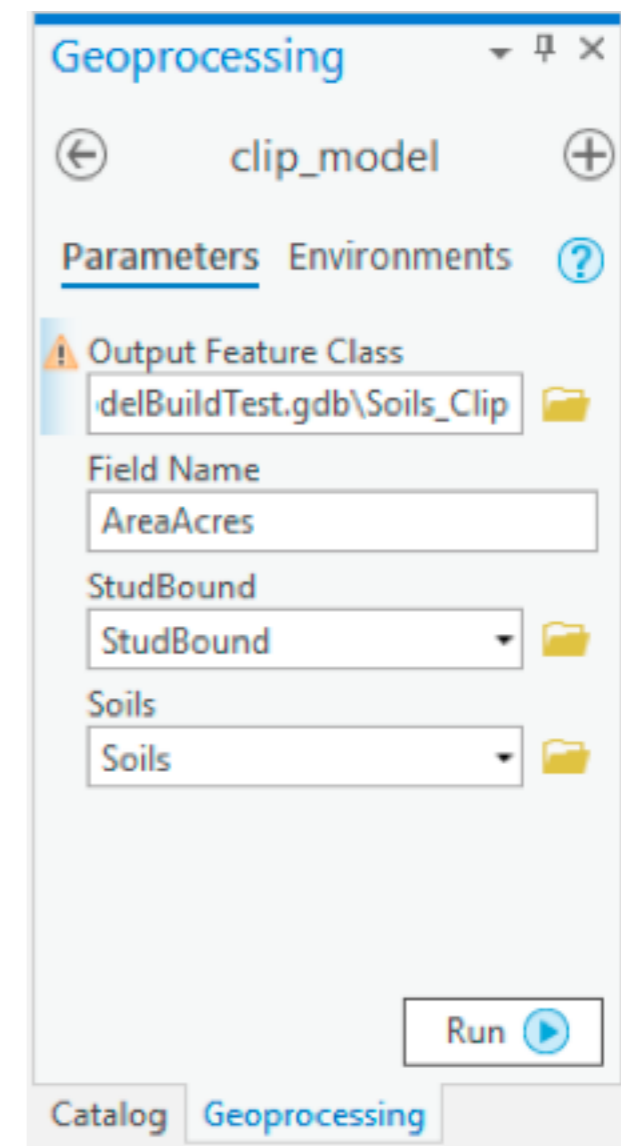 Geoprocessing
clip_model
Parameters Environments ?
Output Feature Class
delBuildTest.gdb\Soils_Clip
Field Name
AreaAcres
StudBound
StudBound
Soils
Soils
Run
Catalog Geoprocessing